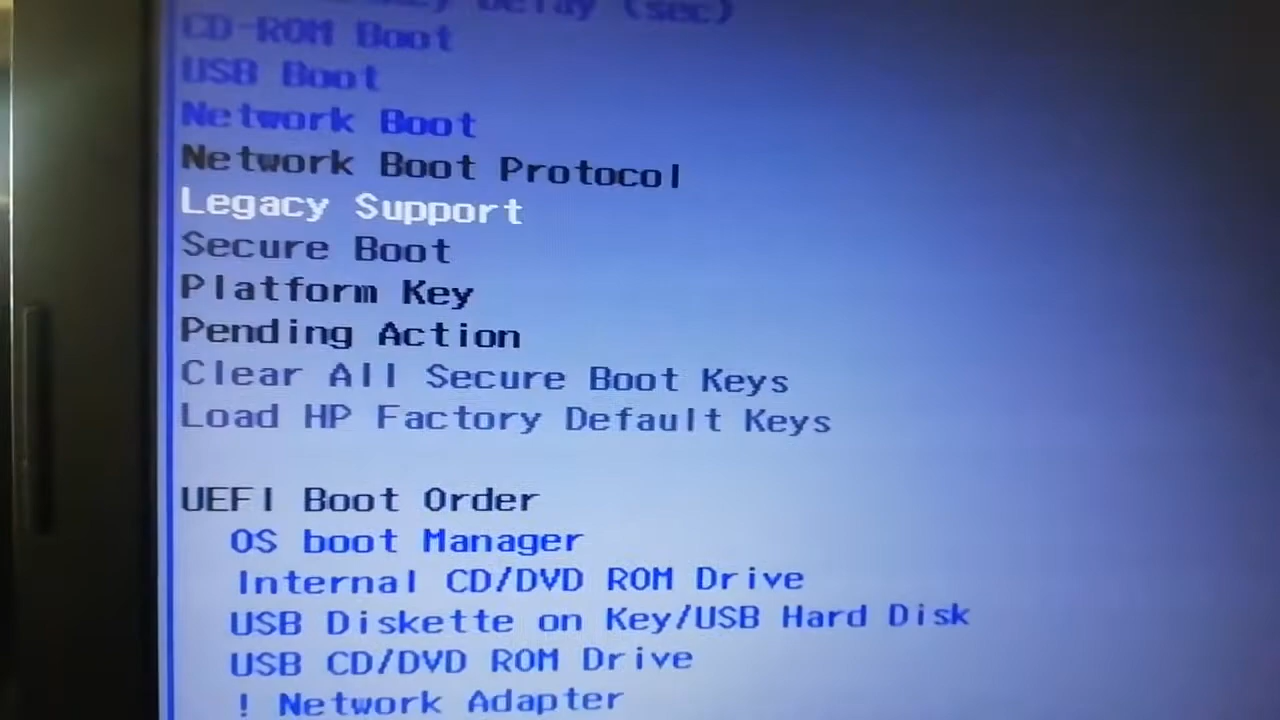 Delay (sec)
CD-ROM Boot
USB Boot
Network Boot
Network Boot Protocol
Legacy Support
Secure Boot
Platform Key
Pending Action
Clear All Secure Boot Keys
Load HP Factory Default Keys
UEFI Boot Order
OS boot Manager
Internal CD/DVD ROM Drive
USB Diskette on Key/USB Hard Disk
USB CD/DVD ROM Drive
! Network Adapter